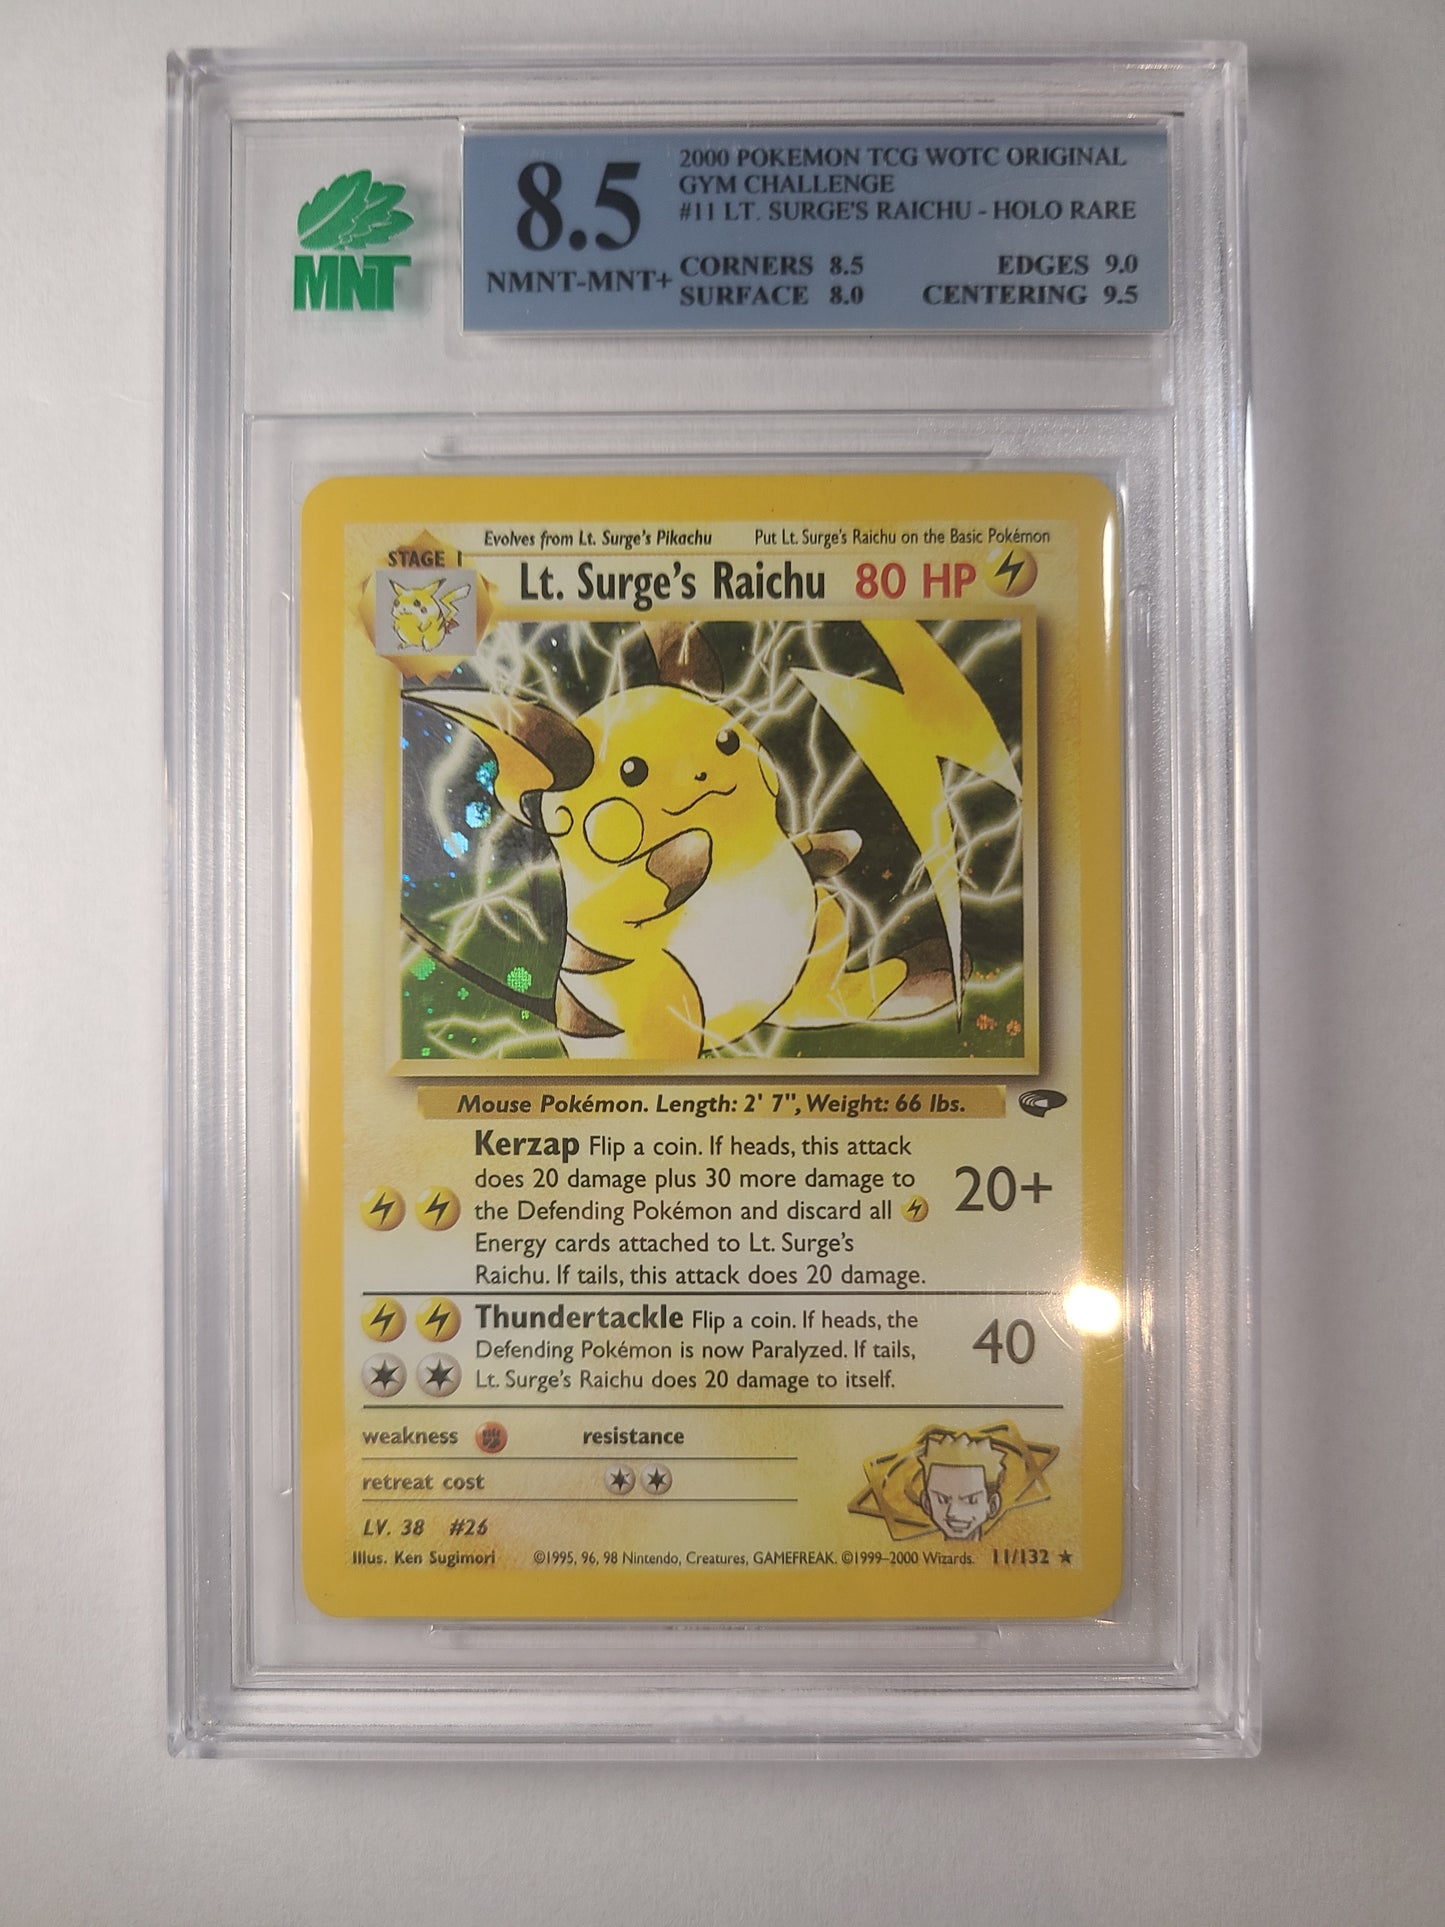 MNT
8.5
NMNT-MNT+
2000 POKEMON TCG WOTC ORIGINAL
GYM CHALLENGE
#11 LT. SURGE'S RAICHU - HOLO RARE
CORNERS 8.5 EDGES 9.0
SURFACE 8.0 CENTERING 9.5
Evolves from Lt. Surge's Pikachu Put Lt. Surge's Raichu on the Basic Pokémon
STAGE 1
Lt. Surge's Raichu 80 HP
Mouse Pokémon. Length: 2' 7", Weight: 66 lbs.
Kerzap Flip a coin. If heads, this attack
does 20 damage plus 30 more damage to
the Defending Pokémon and discard all
Energy cards attached to Lt. Surge's
Raichu. If tails, this attack does 20 damage.
20+
Thundertackle Flip a coin. If heads, the
Defending Pokémon is now Paralyzed. If tails,
Lt. Surge's Raichu does 20 damage to itself.
40
weakness resistance
retreat cost
LV. 38 #26
Illus. Ken Sugimori ©1995, 96, 98 Nintendo, Creatures, GAMEFREAK. ©1999–2000 Wizards. 11/132 ★